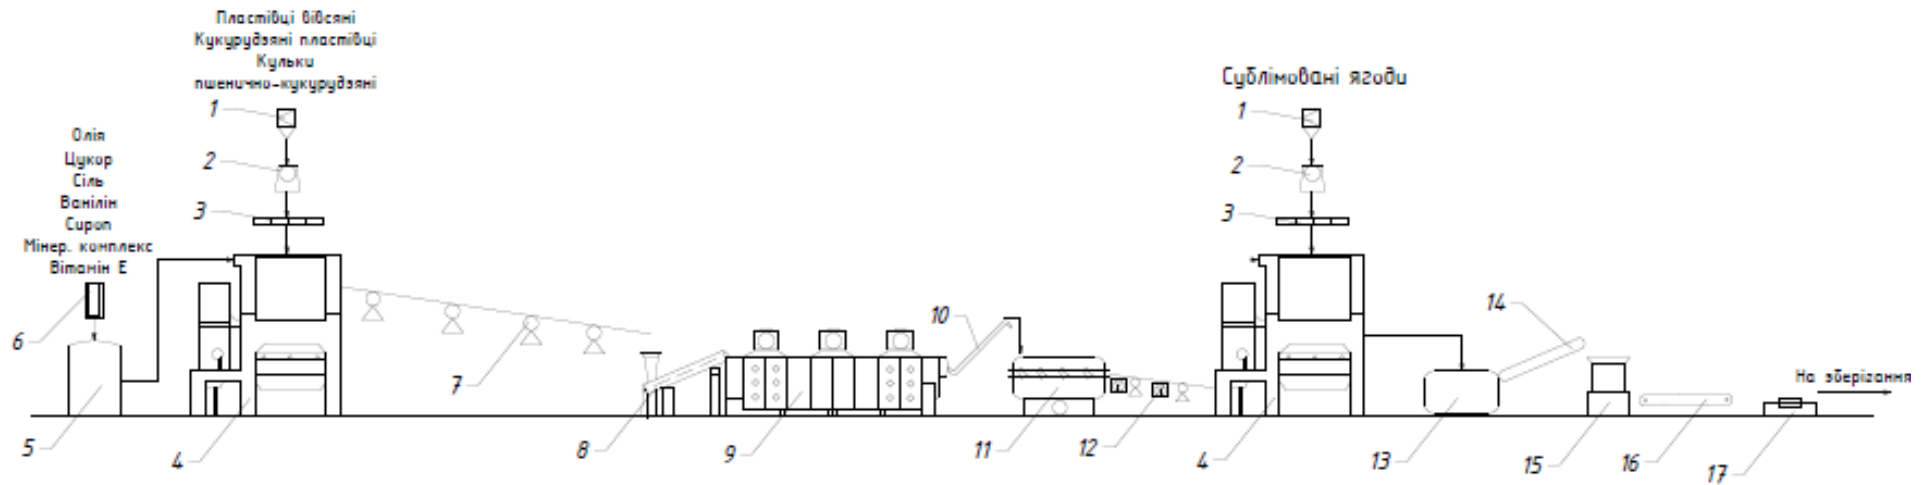 Пластівці вівсяні
Кукурудзяні пластівці
Кульки
пшенично-кукурудзяні
1
2
3
Олія
Цукор
Сіль
Ванілін
Сироп
Мінер. комплекс
Вітамін Е
6
5
4
7
8
9
10
11
12
Сублімовані ягоди
1
2
3
4
13
14
15
16
17
На зберігання